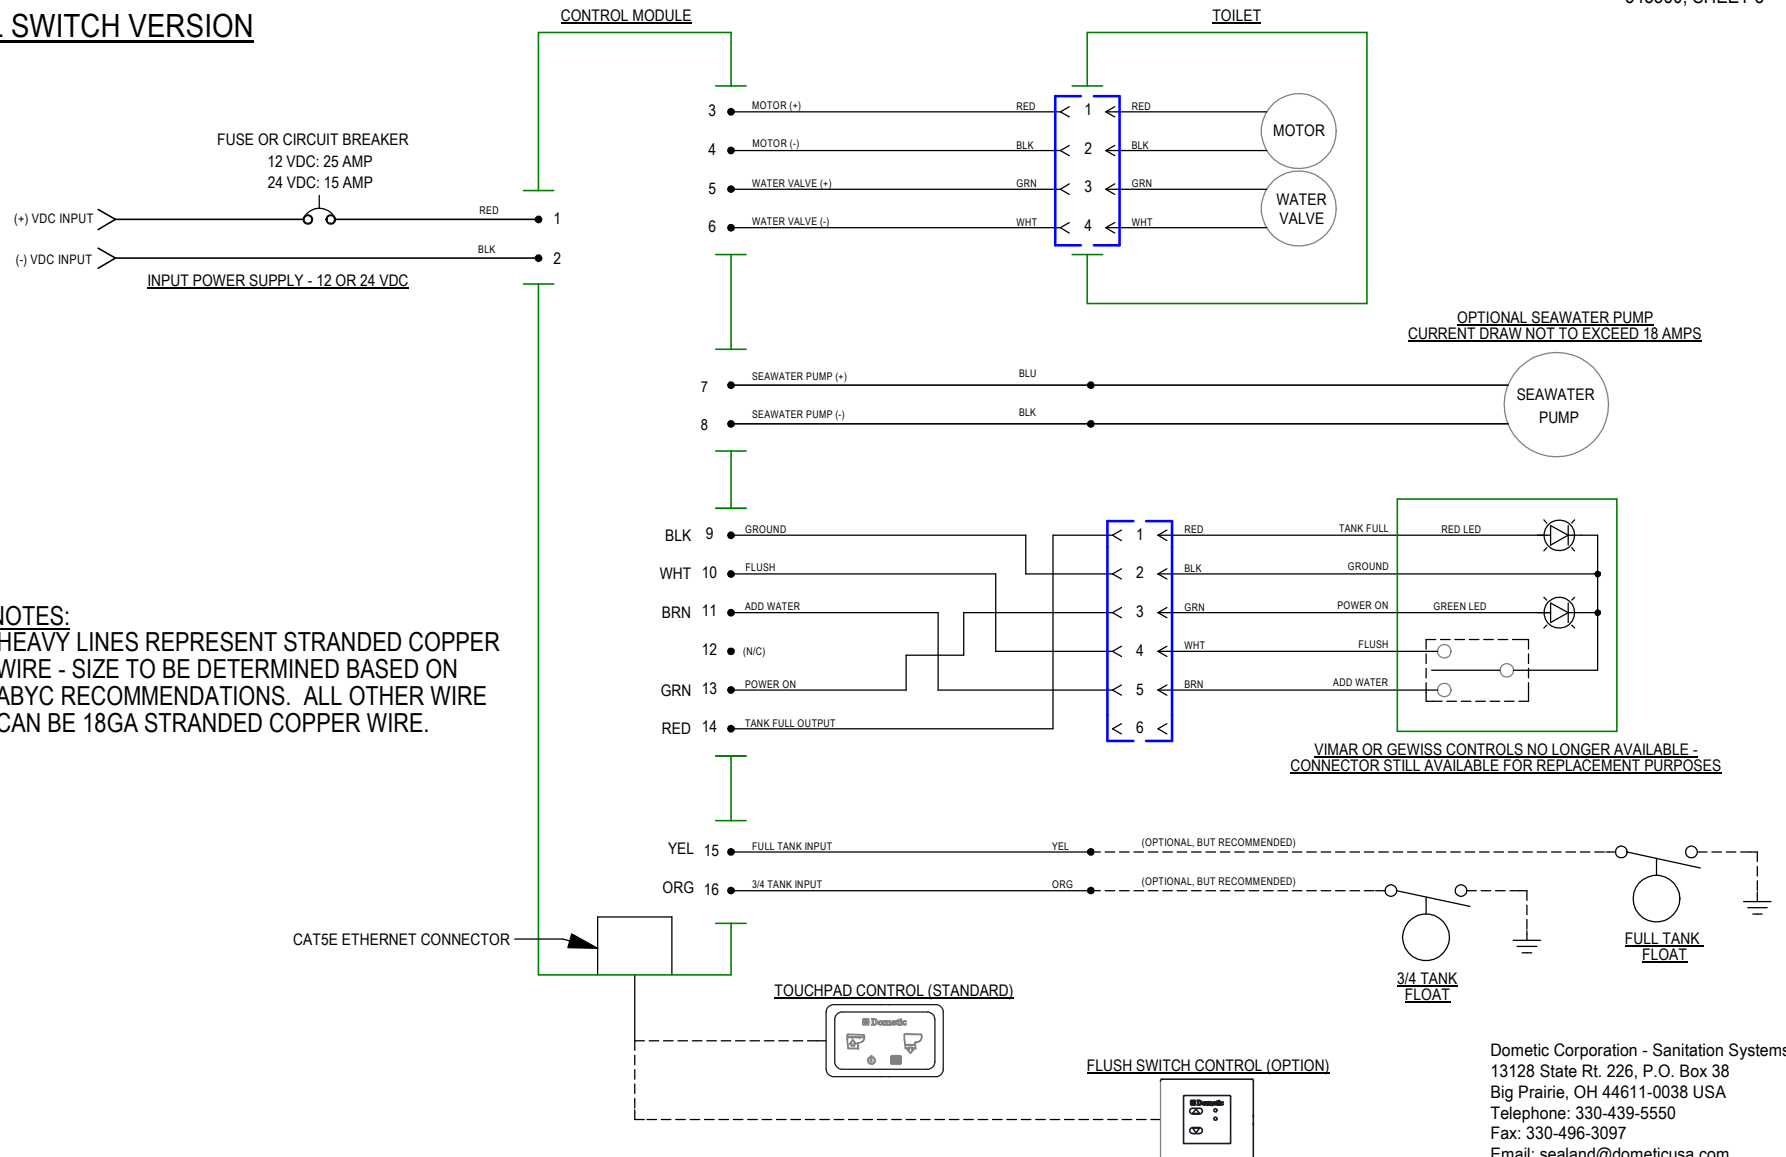 SWITCH VERSION
CONTROL MODULE
TOILET
FUSE OR CIRCUIT BREAKER
12 VDC: 25 AMP
24 VDC: 15 AMP
(+) VDC INPUT
RED
1
(-) VDC INPUT
BLK
2
INPUT POWER SUPPLY - 12 OR 24 VDC
3 MOTOR (+) RED 1 RED
4 MOTOR (-) BLK 2 BLK
MOTOR
5 WATER VALVE (+) GRN 3 GRN
6 WATER VALVE (-) WHT 4 WHT
WATER
VALVE
OPTIONAL SEAWATER PUMP
CURRENT DRAW NOT TO EXCEED 18 AMPS
7 SEAWATER PUMP (+) BLU
8 SEAWATER PUMP (-) BLK
SEAWATER
PUMP
BLK 9 GROUND 1 RED TANK FULL RED LED
WHT 10 FLUSH 2 BLK GROUND
BRN 11 ADD WATER 3 GRN POWER ON GREEN LED
12 (N/C) 4 WHT FLUSH
GRN 13 POWER ON 5 BRN ADD WATER
RED 14 TANK FULL OUTPUT 6
VIMAR OR GEWISS CONTROLS NO LONGER AVAILABLE -
CONNECTOR STILL AVAILABLE FOR REPLACEMENT PURPOSES
NOTES:
HEAVY LINES REPRESENT STRANDED COPPER
WIRE - SIZE TO BE DETERMINED BASED ON
ABYC RECOMMENDATIONS. ALL OTHER WIRE
CAN BE 18GA STRANDED COPPER WIRE.
YEL 15 FULL TANK INPUT YEL (OPTIONAL, BUT RECOMMENDED)
ORG 16 3/4 TANK INPUT ORG (OPTIONAL, BUT RECOMMENDED)
FULL TANK
FLOAT
3/4 TANK
FLOAT
CAT5E ETHERNET CONNECTOR
TOUCHPAD CONTROL (STANDARD)
Dometic
FLUSH SWITCH CONTROL (OPTION)
Dometic
Dometic Corporation - Sanitation Systems
13128 State Rt. 226, P.O. Box 38
Big Prairie, OH 44611-0038 USA
Telephone: 330-439-5550
Fax: 330-496-3097
Email: sealand@dometicusa.com